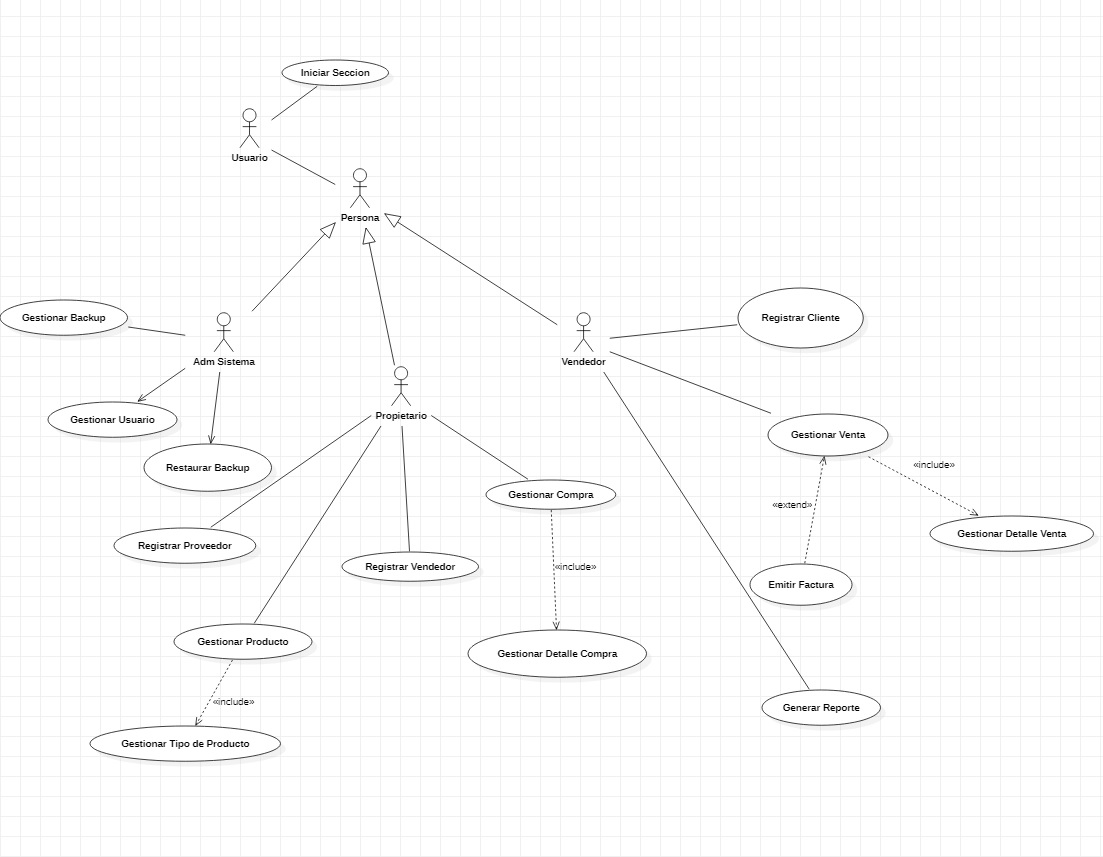 Iniciar Seccion
Usuario
Persona
Gestionar Backup
Registrar Cliente
Adm Sistema
Vendedor
Gestionar Usuario
Propietario
Gestionar Venta
Restaurar Backup
«include»
Gestionar Compra
«extend»
Gestionar Detalle Venta
Registrar Proveedor
Registrar Vendedor
«include»
Emitir Factura
Gestionar Producto
Gestionar Detalle Compra
«include»
Generar Reporte
Gestionar Tipo de Producto